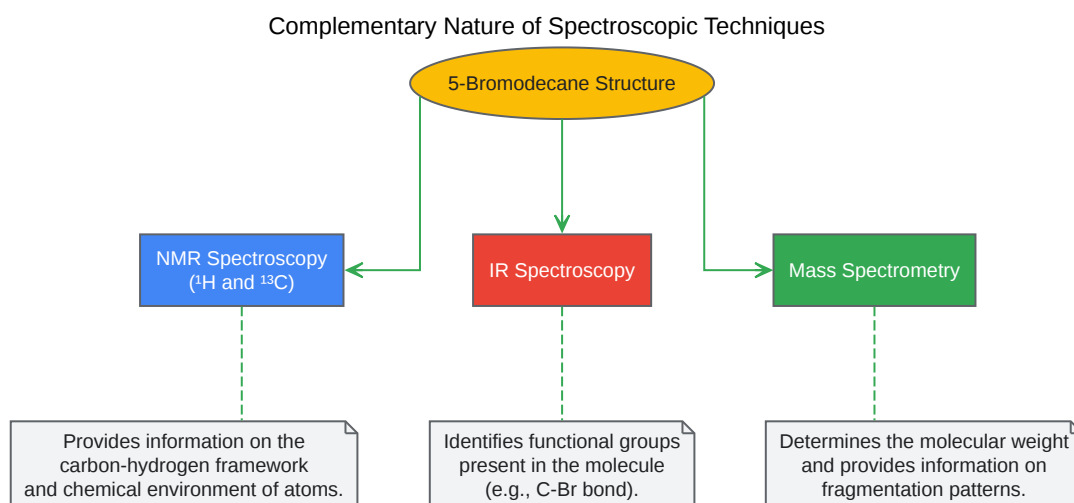 Complementary Nature of Spectroscopic Techniques
5-Bromodecane Structure
NMR Spectroscopy
(¹H and ¹³C)
IR Spectroscopy
Mass Spectrometry
Provides information on the
carbon-hydrogen framework
and chemical environment of atoms.
Identifies functional groups
present in the molecule
(e.g., C-Br bond).
Determines the molecular weight
and provides information on
fragmentation patterns.